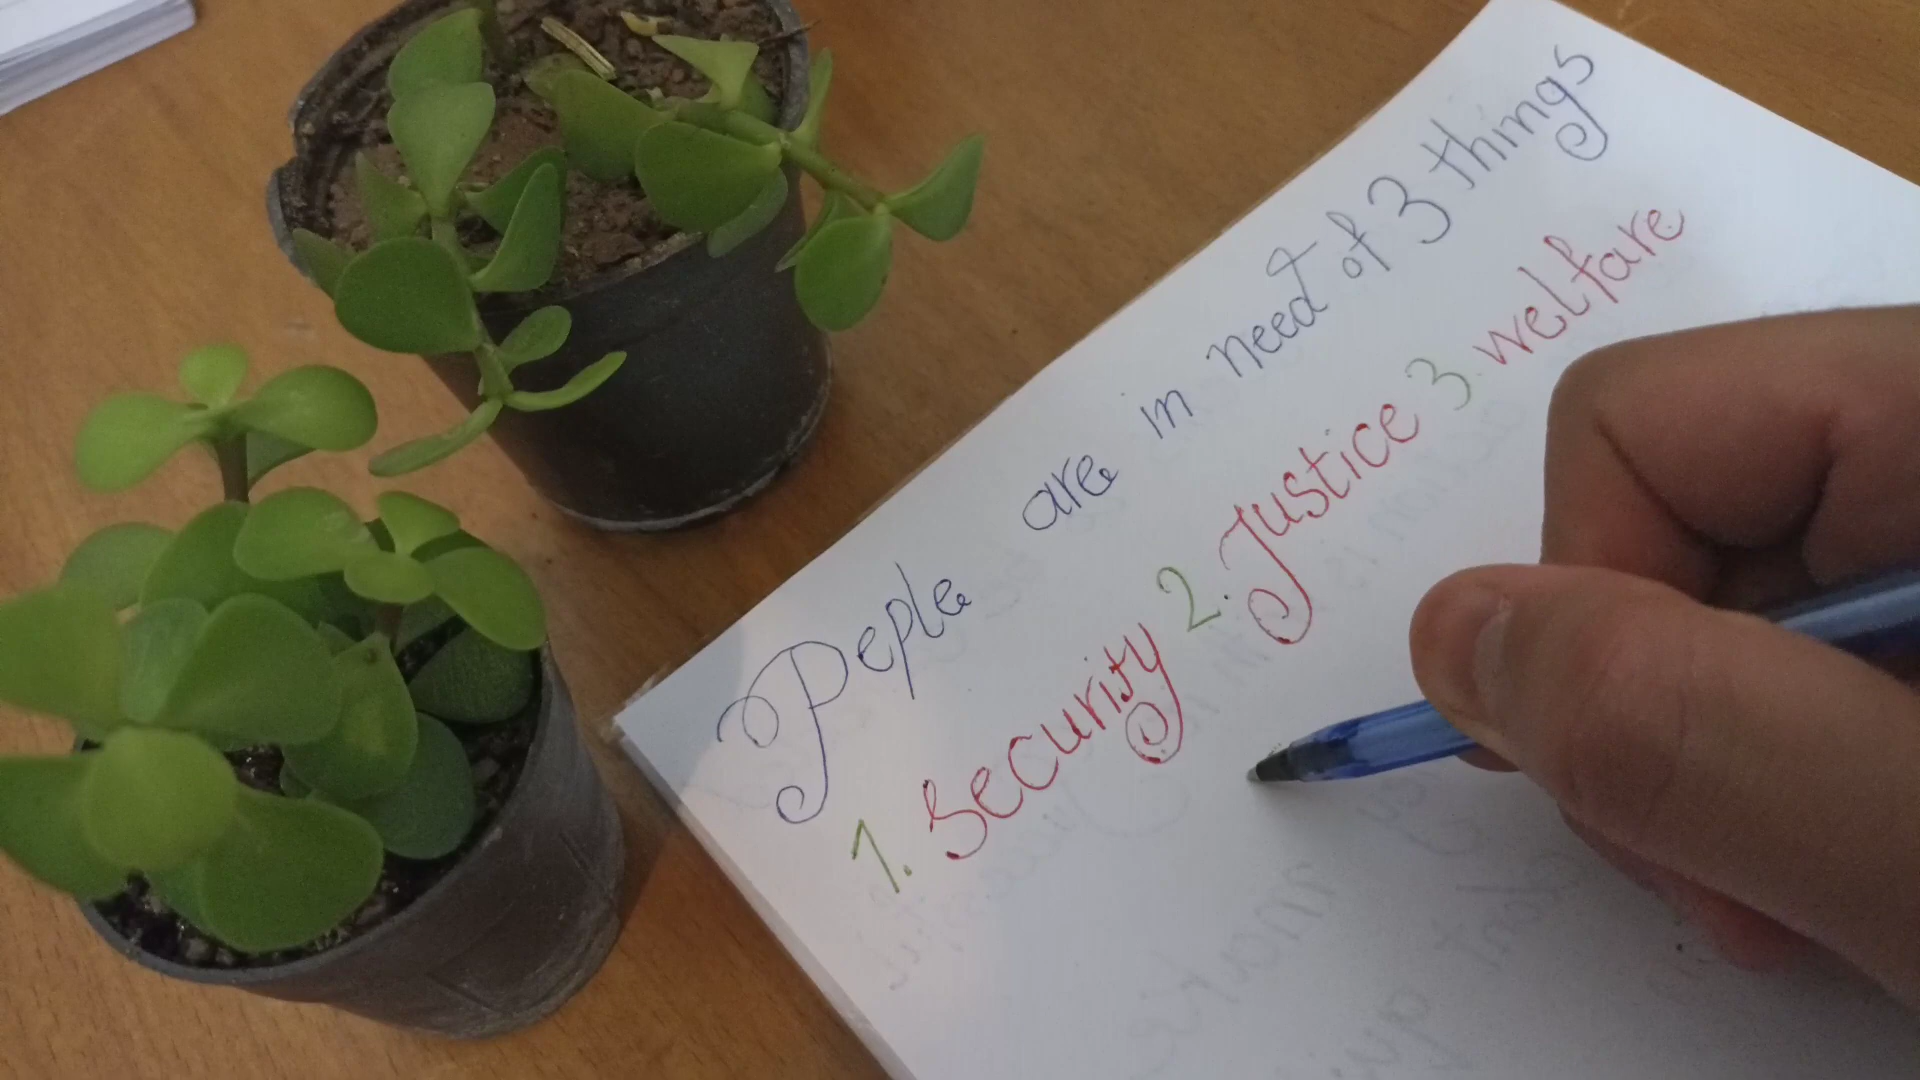 Peple are in need of 3 things
1. Security 2. Justice 3. welfare